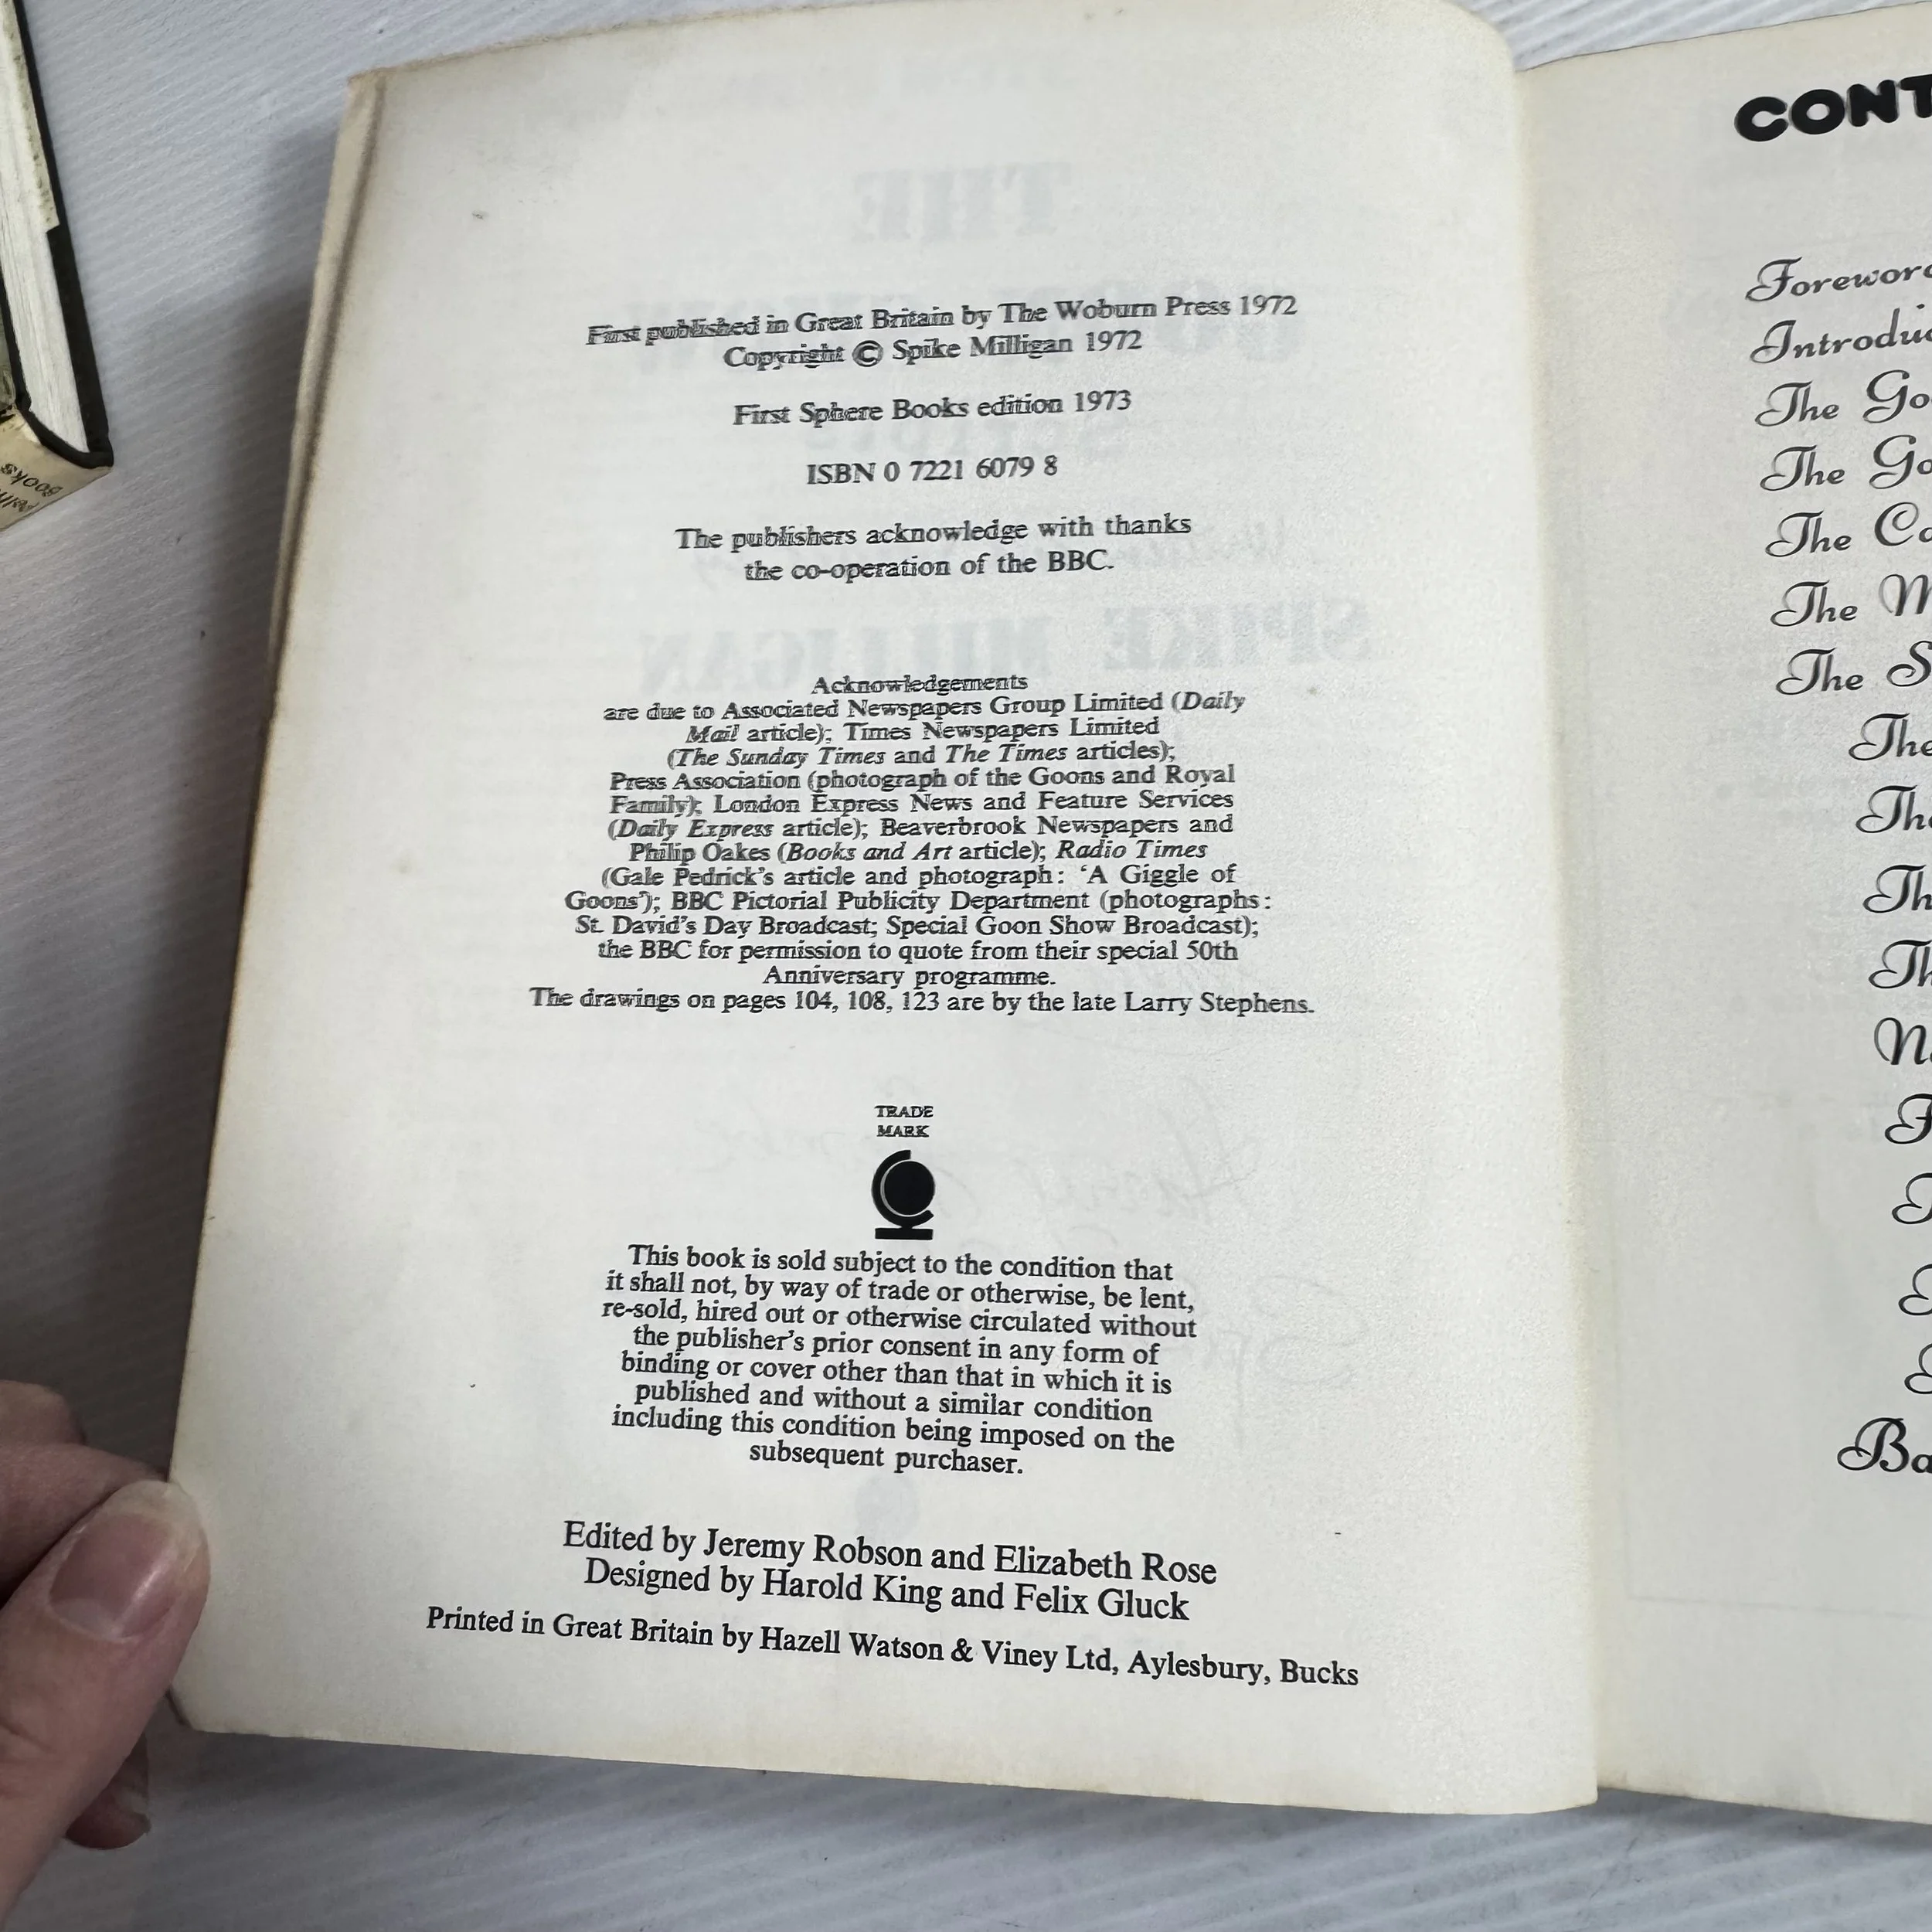 First published in Great Britain by The Woburn Press 1972
Copyright © Spike Milligan 1972
First Sphere Books edition 1973
ISBN 0 7221 6079 8
The publishers acknowledge with thanks
the co-operation of the BBC.
Acknowledgements
are due to Associated Newspapers Group Limited (Daily
Mail article); Times Newspapers Limited
(The Sunday Times and The Times articles);
Press Association (photograph of the Goons and Royal
Family); London Express News and Feature Services
(Daily Express article); Beaverbrook Newspapers and
Philip Oakes (Books and Art article); Radio Times
(Gale Pedrick's article and photograph: 'A Giggle of
Goons'); BBC Pictorial Publicity Department (photographs:
St. David's Day Broadcast; Special Goon Show Broadcast);
the BBC for permission to quote from their special 50th
Anniversary programme.
The drawings on pages 104, 108, 123 are by the late Larry Stephens.
TRADE
MARK
This book is sold subject to the condition that
it shall not, by way of trade or otherwise, be lent,
re-sold, hired out or otherwise circulated without
the publisher's prior consent in any form of
binding or cover other than that in which it is
published and without a similar condition
including this condition being imposed on the
subsequent purchaser.
Edited by Jeremy Robson and Elizabeth Rose
Designed by Harold King and Felix Gluck
Printed in Great Britain by Hazell Watson & Viney Ltd, Aylesbury, Bucks
CONT
Foreword
Introduc
The Go
The Go
The Ca
The M
The S
The
The
Th
Th
N
F
Ba
Books